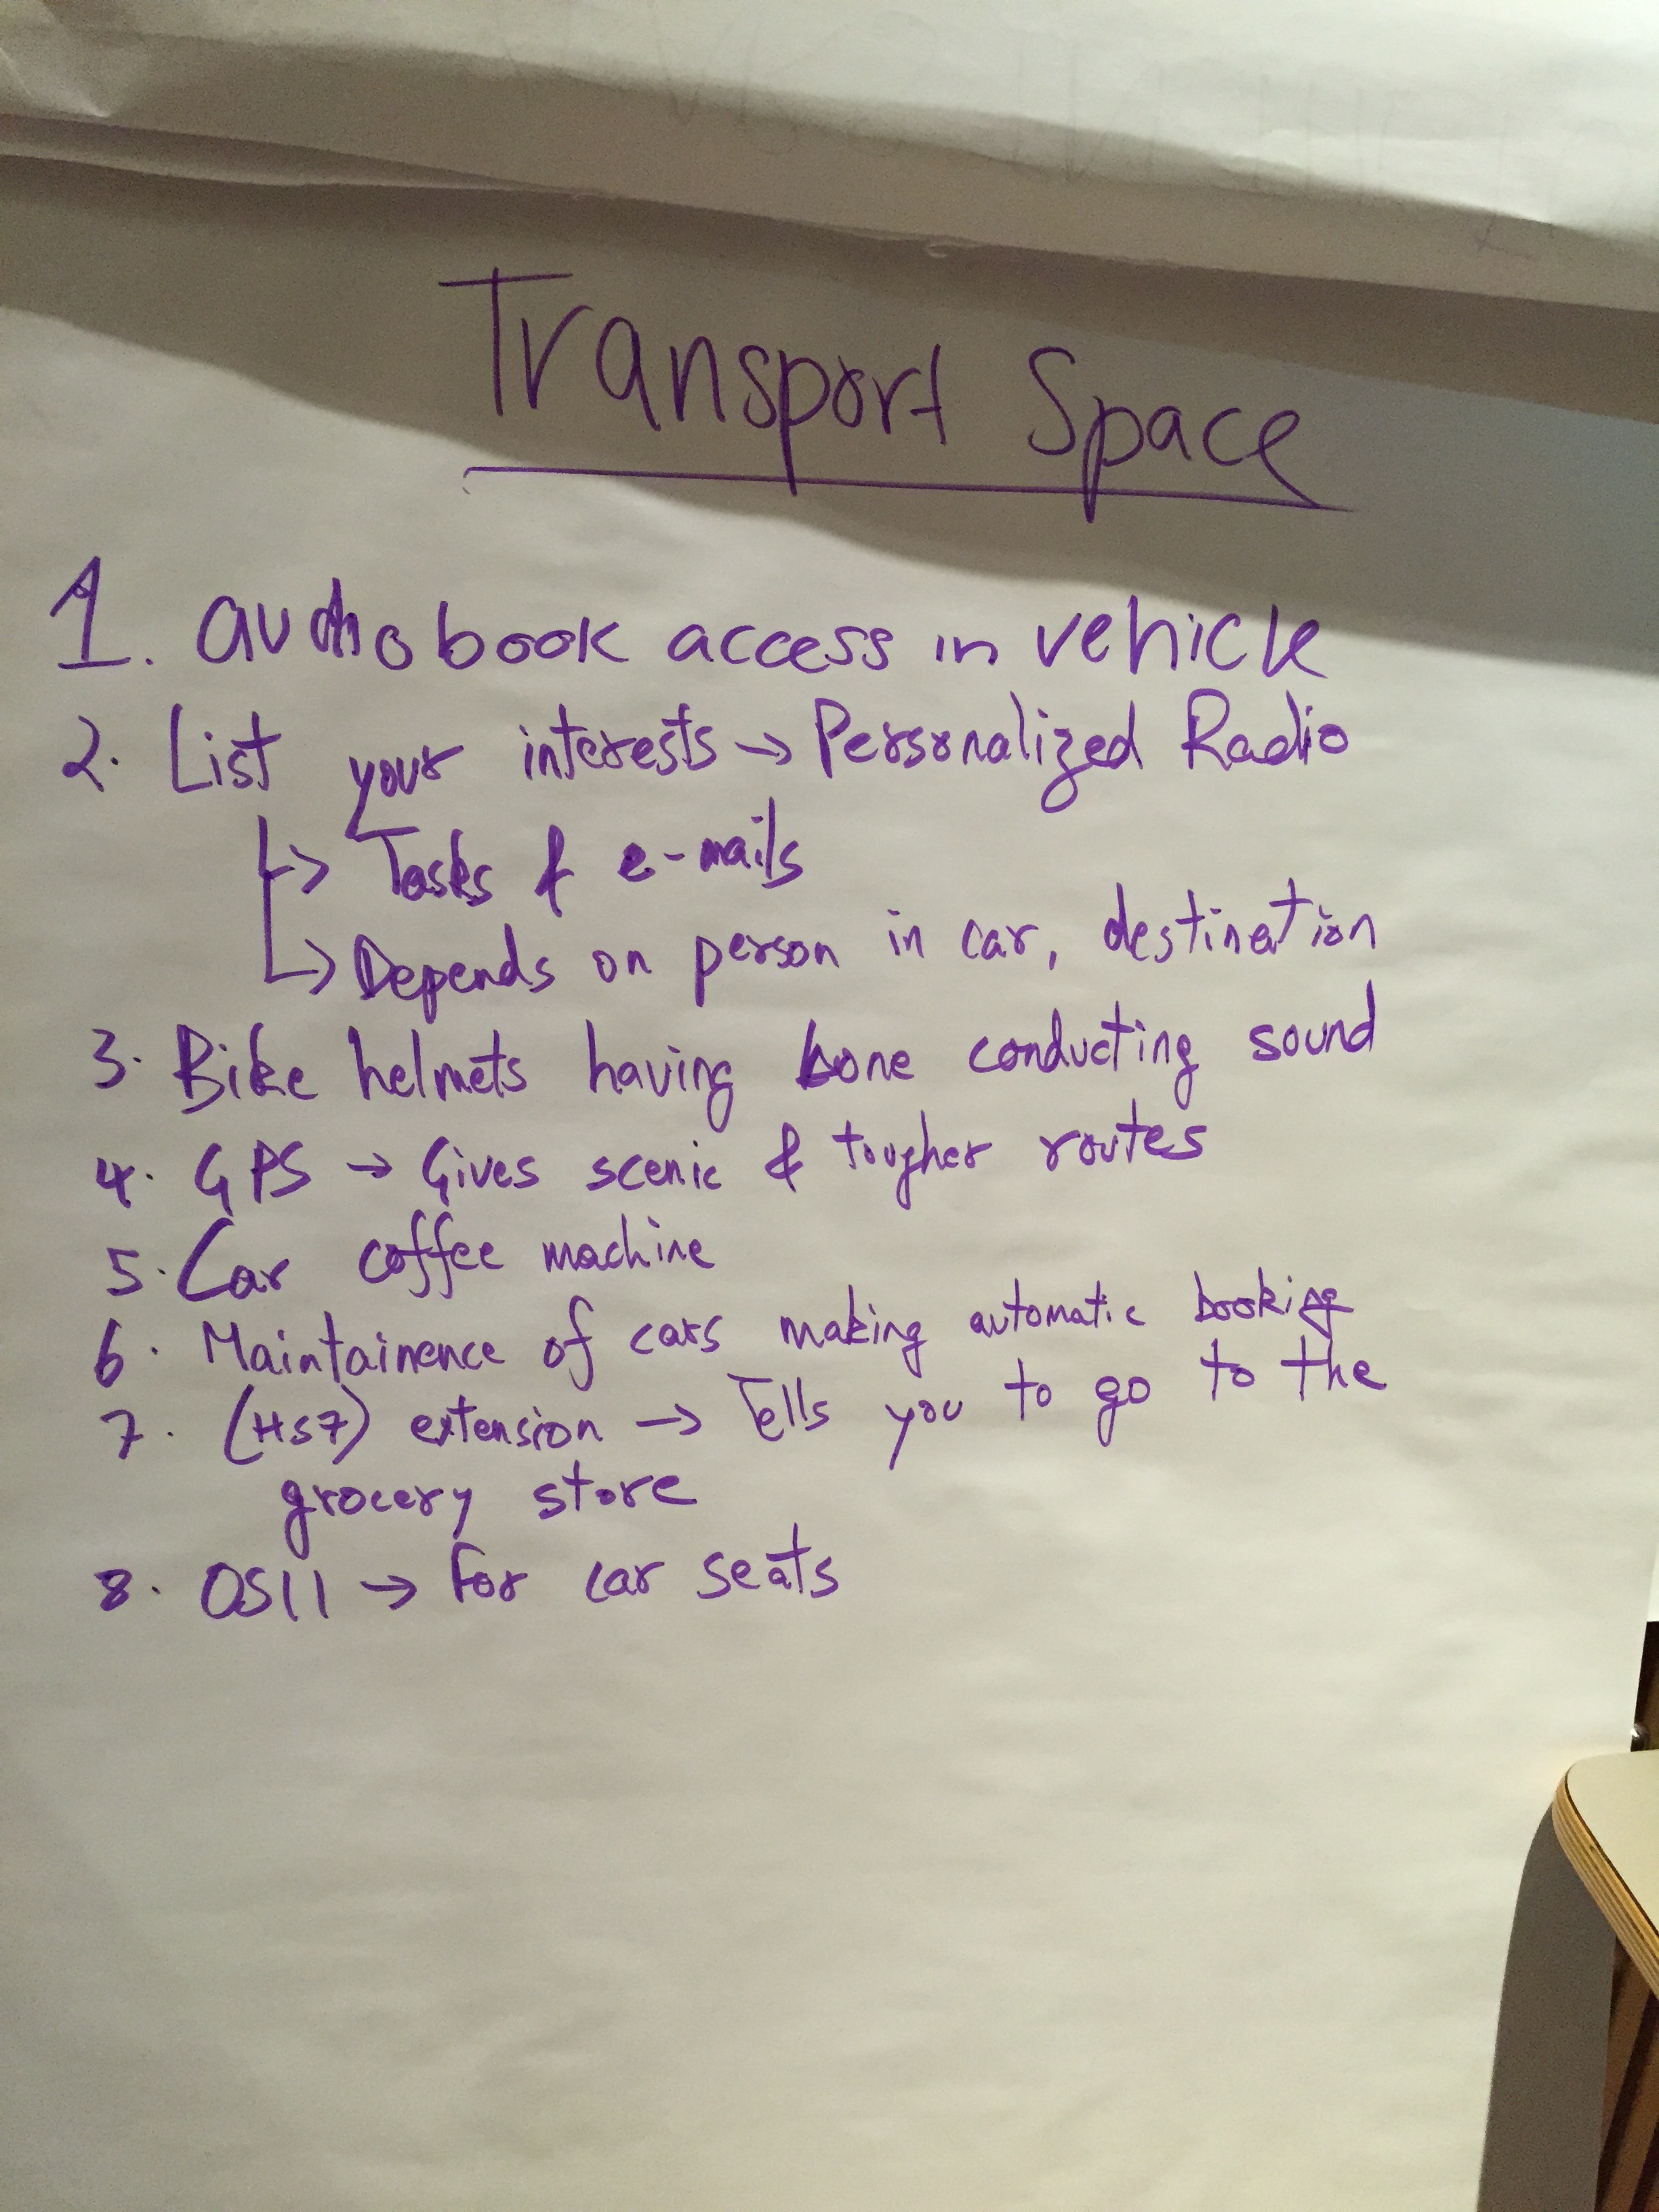 Transport Space
1. audiobook access in vehicle
2. List your interests → Personalized Radio
↳ Tasks & e-mails
↳ Depends on person in car, destination
3. Bike helmets having bone conducting sound
4. GPS → Gives scenic & tougher routes
5. Car coffee machine
6. Maintainence of cars making automatic booking
7. (HS7) extension → Tells you to go to the
grocery store
8. OS11 → for car seats